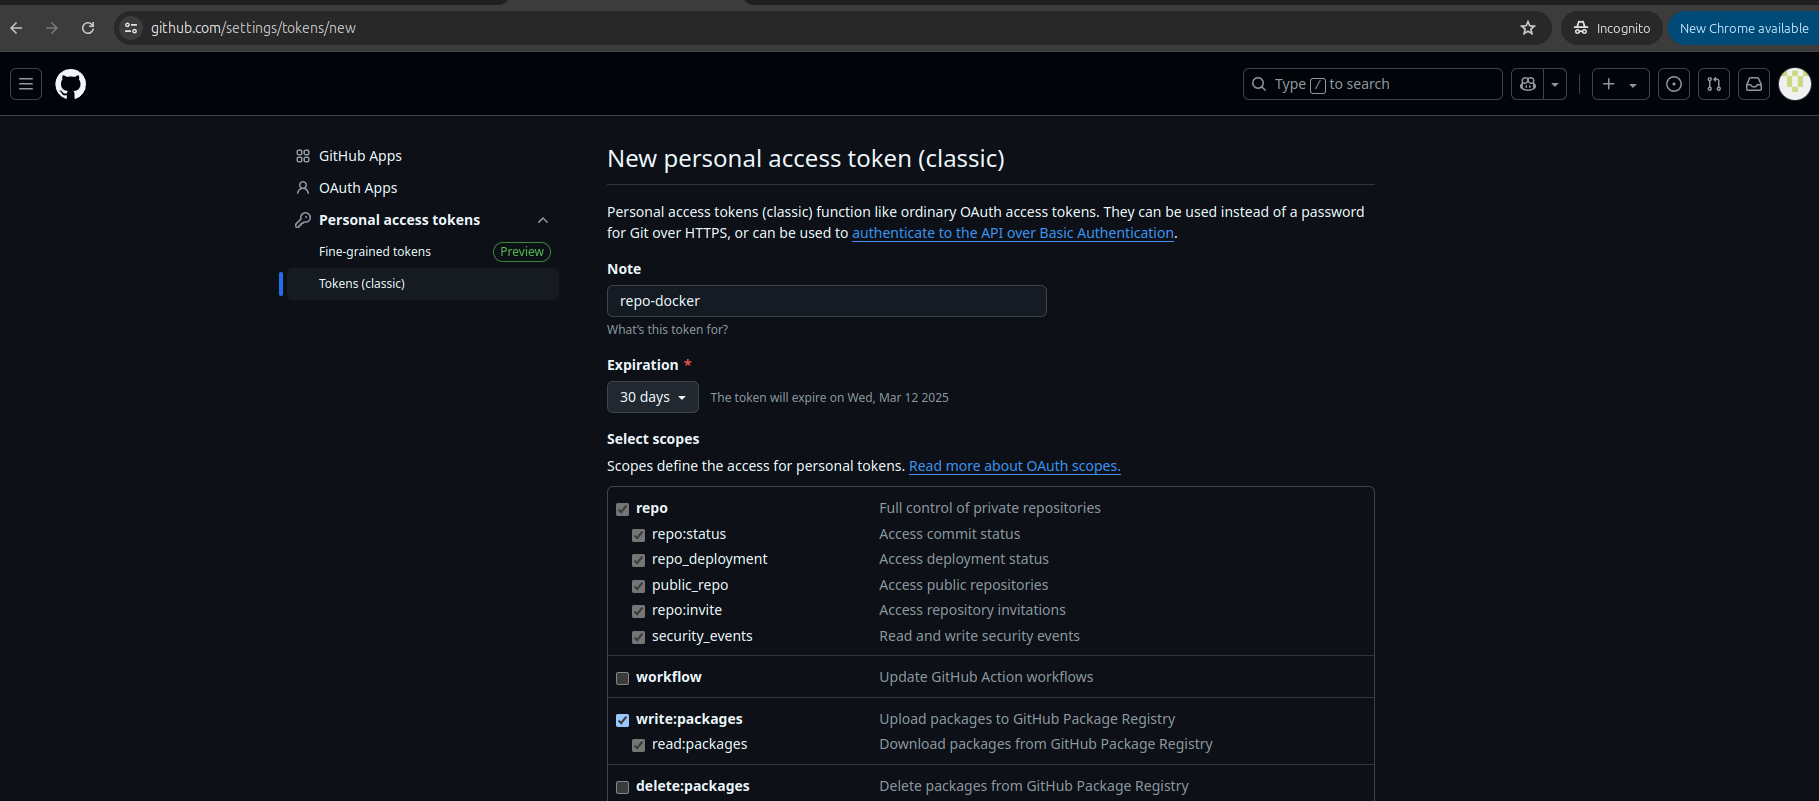 github.com/settings/tokens/new
Incognito
New Chrome available
Type / to search
GitHub Apps
OAuth Apps
Personal access tokens
Fine-grained tokens Preview
Tokens (classic)
New personal access token (classic)
Personal access tokens (classic) function like ordinary OAuth access tokens. They can be used instead of a password
for Git over HTTPS, or can be used to authenticate to the API over Basic Authentication.
Note
repo-docker
What's this token for?
Expiration *
30 days The token will expire on Wed, Mar 12 2025
Select scopes
Scopes define the access for personal tokens. Read more about OAuth scopes.
repo Full control of private repositories
repo:status Access commit status
repo_deployment Access deployment status
public_repo Access public repositories
repo:invite Access repository invitations
security_events Read and write security events
workflow Update GitHub Action workflows
write:packages Upload packages to GitHub Package Registry
read:packages Download packages from GitHub Package Registry
delete:packages Delete packages from GitHub Package Registry